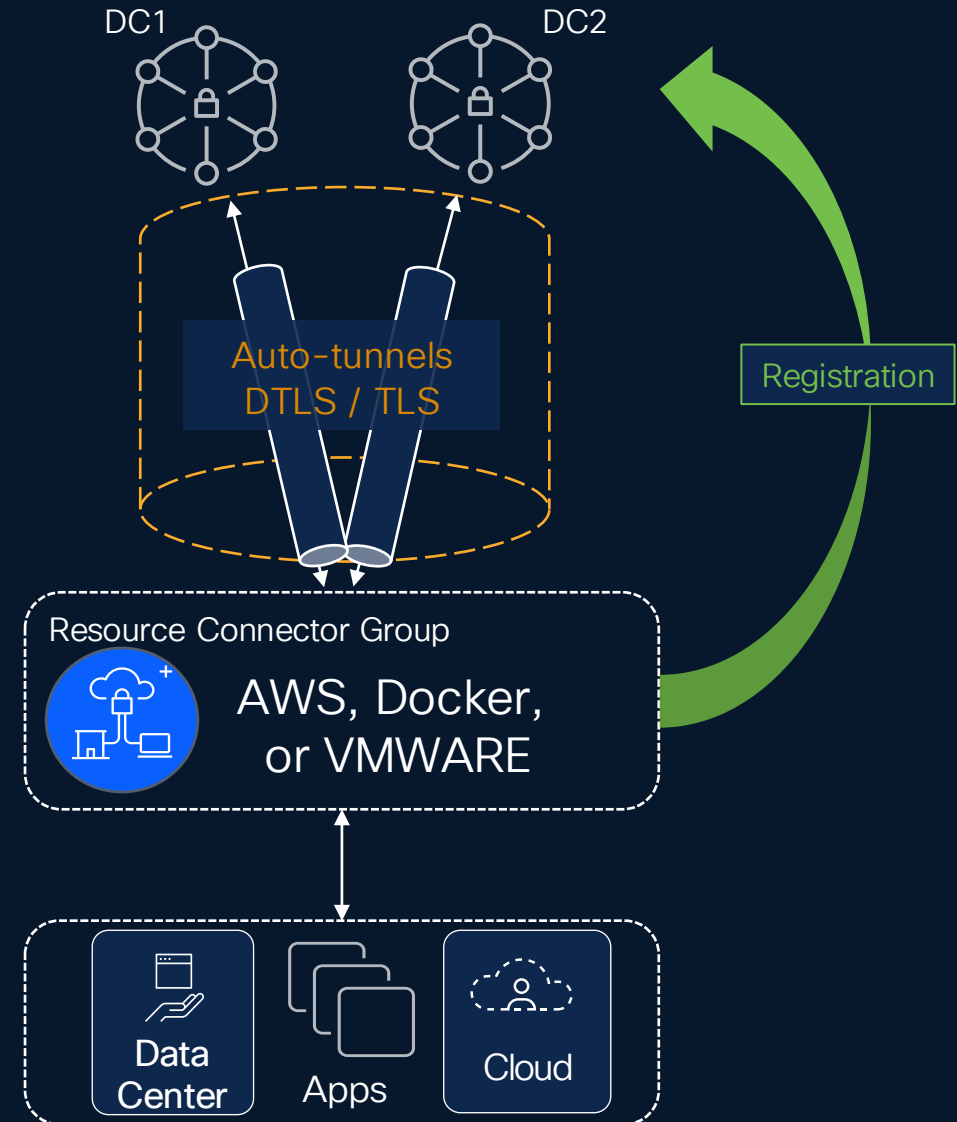 DC1
DC2
Auto-tunnels
DTLS / TLS
Registration
Resource Connector Group
AWS, Docker,
or VMWARE
Data
Center
Apps
Cloud